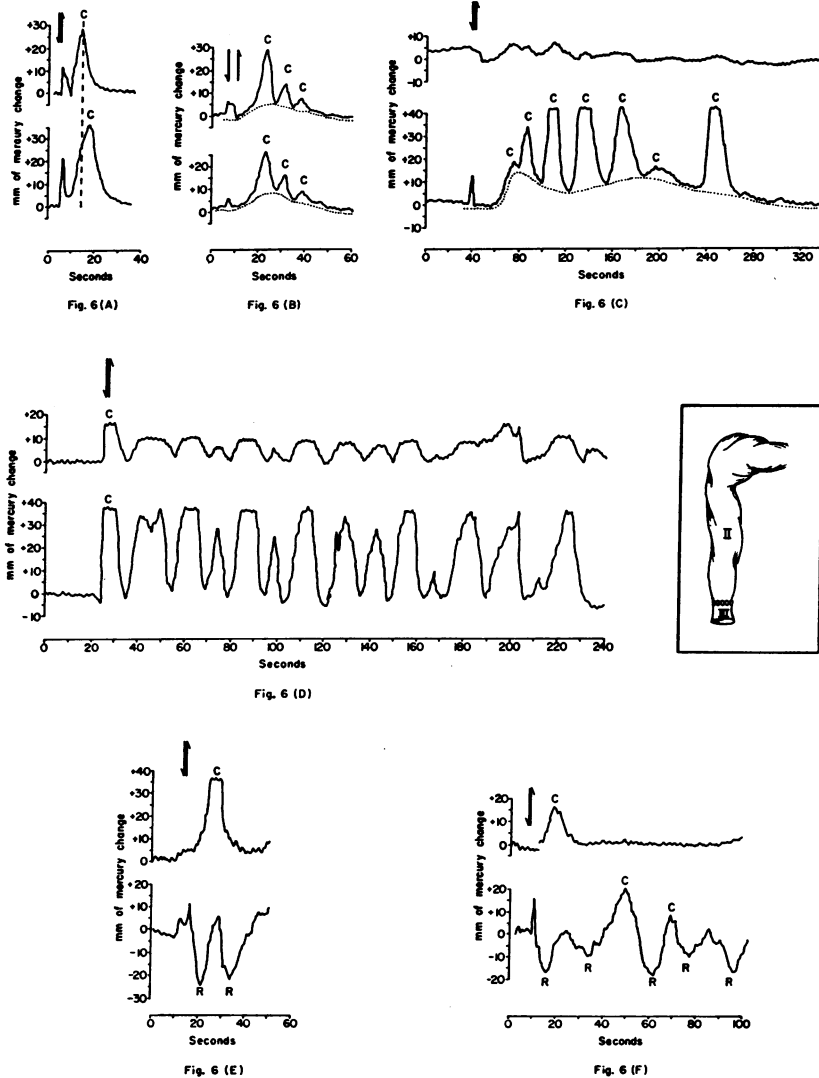 C
+30
+20
+10
0
C
+30
+20
+10
0
mm of mercury change
0 20 40
Seconds
Fig. 6 (A)
+30
+20
+10
0
C
C
C
+20
+10
0
C
C
C
mm of mercury change
0 20 40 60
Seconds
Fig. 6 (B)
+10
0
-10
+40
+30
+20
+10
0
-10
C
C
C
C
C
C
C
mm of mercury change
0 40 80 120 160 200 240 280 320
Seconds
Fig. 6 (C)
+20
+10
0
C
+40
+30
+20
+10
0
-10
C
mm of mercury change
0 20 40 60 80 100 120 140 160 180 200 220 240
Seconds
Fig. 6 (D)
II
III
+40
+30
+20
+10
0
C
+20
+10
0
-10
-20
-30
R
R
mm of mercury change
0 20 40 60
Seconds
Fig. 6 (E)
+20
+10
0
C
+20
+10
0
-10
-20
C
C
R
R
R
R
R
mm of mercury change
0 20 40 60 80 100
Seconds
Fig. 6 (F)